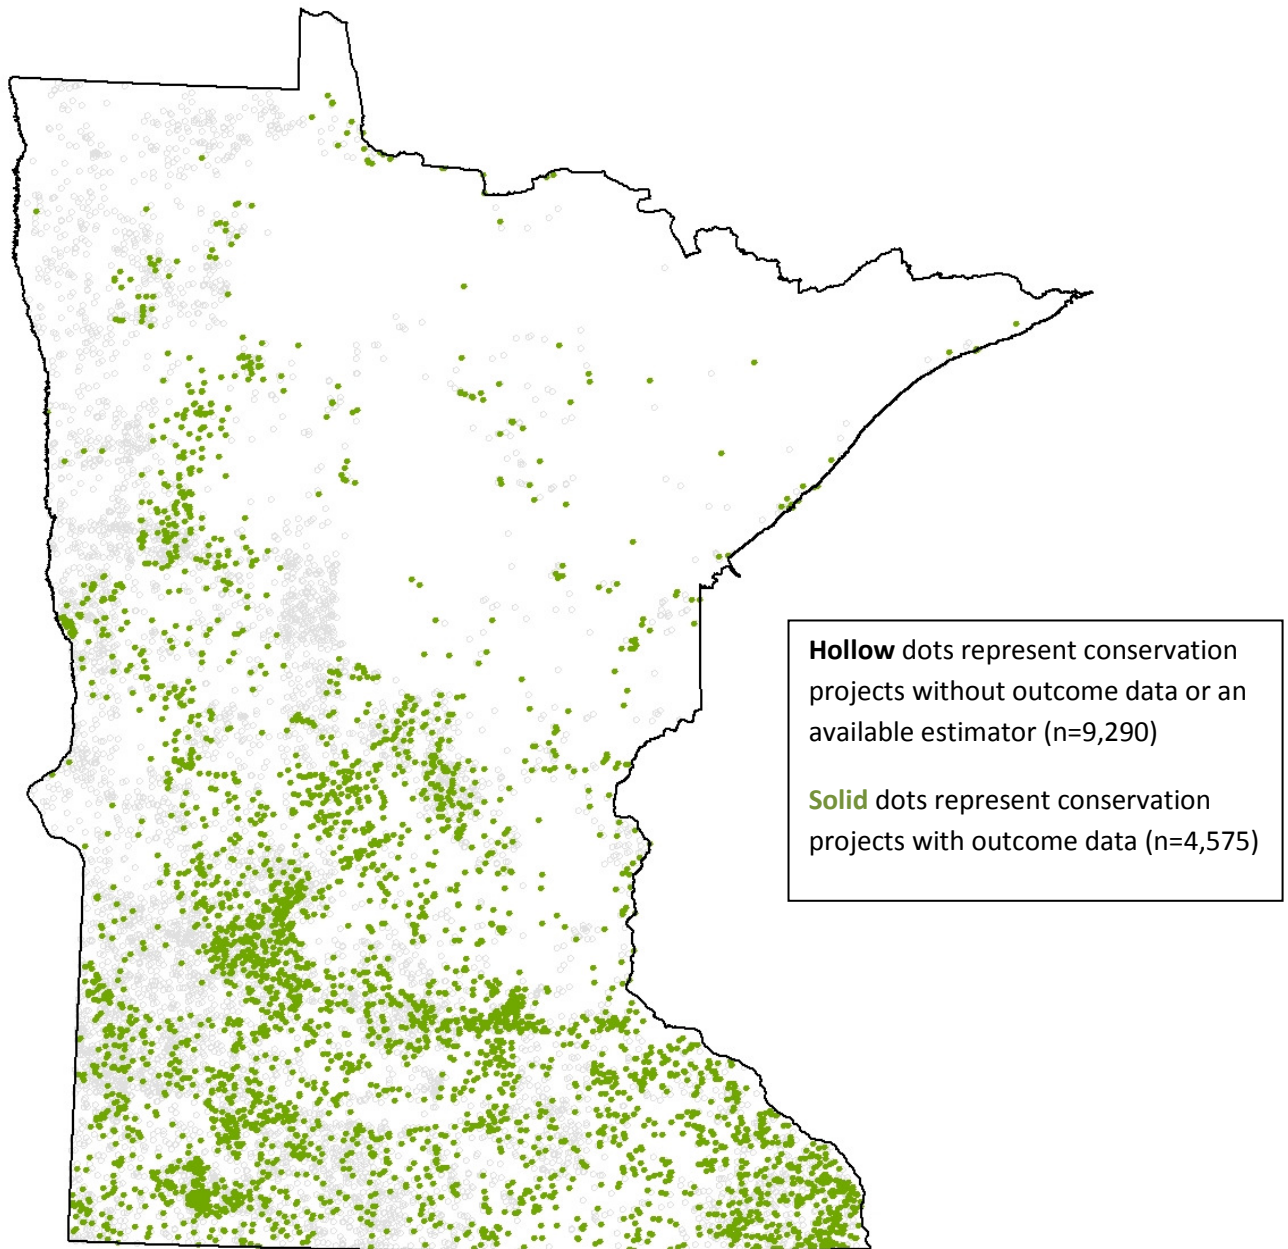 Hollow dots represent conservation
projects without outcome data or an
available estimator (n=9,290)
Solid dots represent conservation
projects with outcome data (n=4,575)